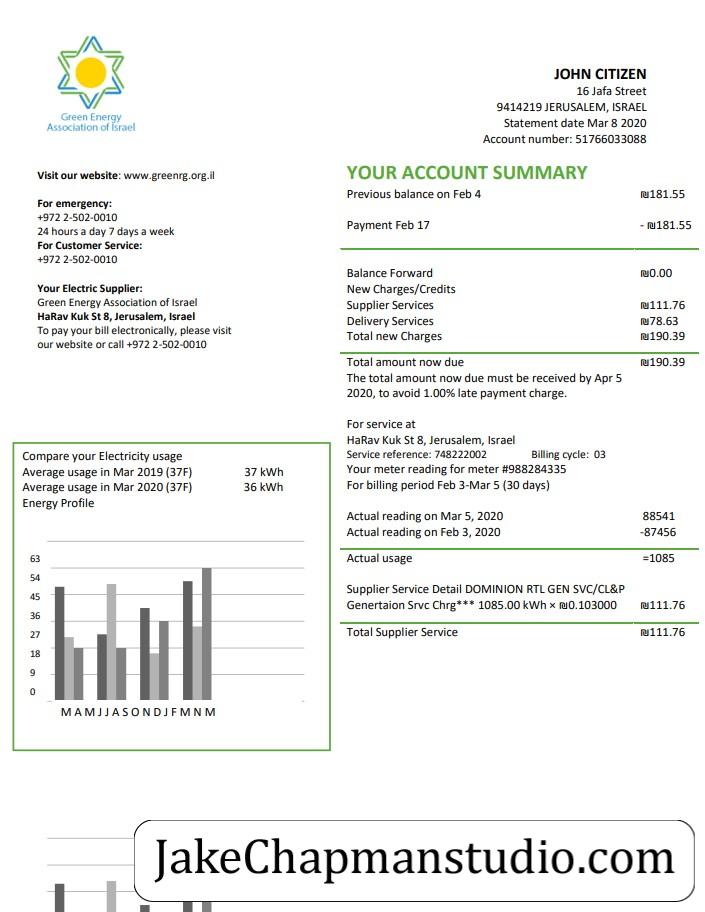 Green Energy
Association of Israel
JOHN CITIZEN
16 Jafa Street
9414219 JERUSALEM, ISRAEL
Statement date Mar 8 2020
Account number: 51766033088
Visit our website: www.greenrg.org.il
For emergency:
+972 2-502-0010
24 hours a day 7 days a week
For Customer Service:
+972 2-502-0010
Your Electric Supplier:
Green Energy Association of Israel
HaRav Kuk St 8, Jerusalem, Israel
To pay your bill electronically, please visit
our website or call +972 2-502-0010
YOUR ACCOUNT SUMMARY
Previous balance on Feb 4 ₪181.55
Payment Feb 17 - ₪181.55
Balance Forward ₪0.00
New Charges/Credits
Supplier Services ₪111.76
Delivery Services ₪78.63
Total new Charges ₪190.39
Total amount now due ₪190.39
The total amount now due must be received by Apr 5
2020, to avoid 1.00% late payment charge.
For service at
HaRav Kuk St 8, Jerusalem, Israel
Service reference: 748222002 Billing cycle: 03
Your meter reading for meter #988284335
For billing period Feb 3-Mar 5 (30 days)
Actual reading on Mar 5, 2020 88541
Actual reading on Feb 3, 2020 -87456
Actual usage =1085
Supplier Service Detail DOMINION RTL GEN SVC/CL&P
Genertaion Srvc Chrg*** 1085.00 kWh × ₪0.103000 ₪111.76
Total Supplier Service ₪111.76
Compare your Electricity usage
Average usage in Mar 2019 (37F) 37 kWh
Average usage in Mar 2020 (37F) 36 kWh
Energy Profile
63
54
45
36
27
18
9
0
M A M J J A S O N D J F M N M
JakeChapmanstudio.com